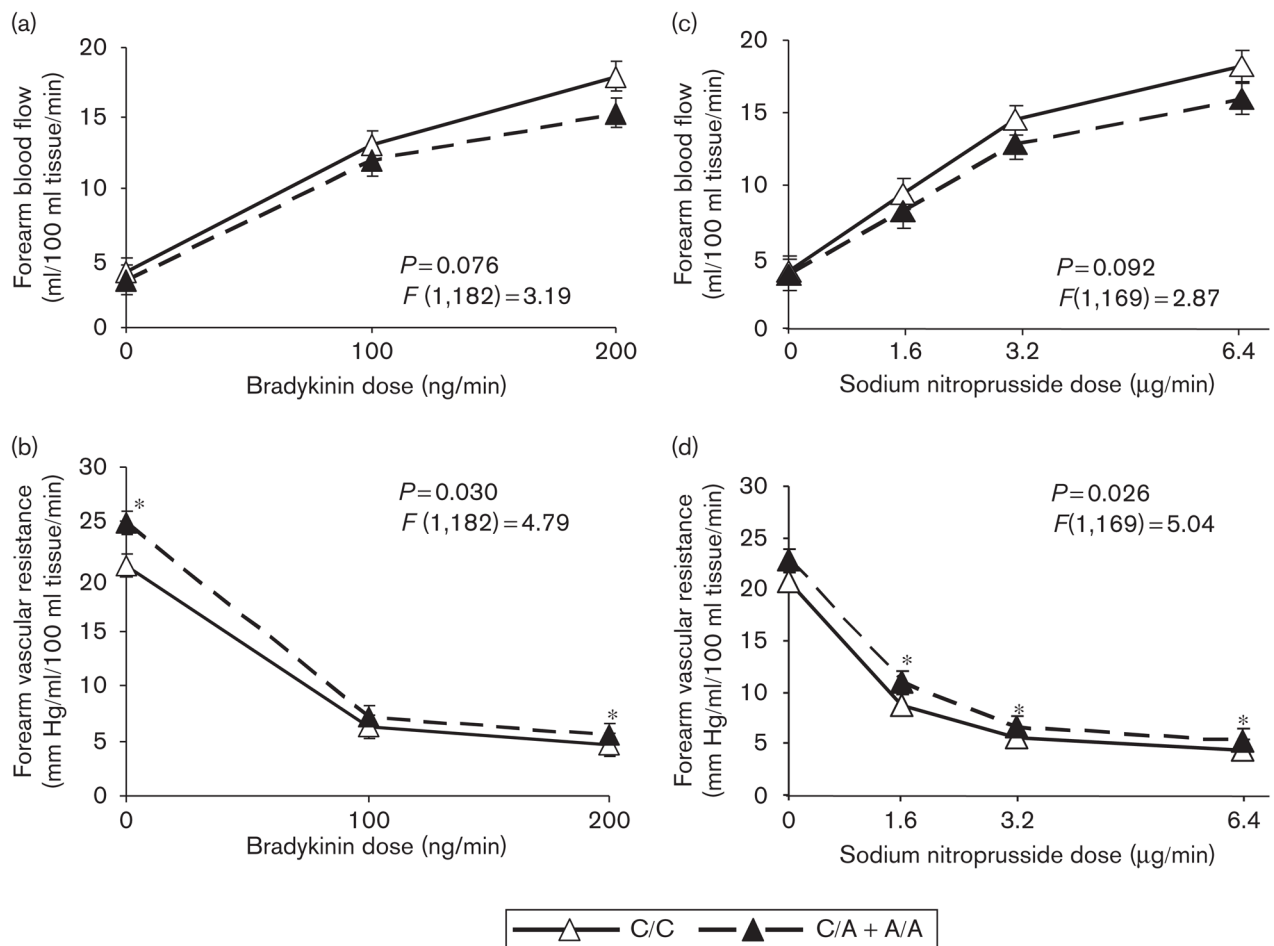 (a)
Forearm blood flow
(ml/100 ml tissue/min)
20
15
10
5
0
P=0.076
F (1,182)=3.19
0 100 200
Bradykinin dose (ng/min)
(c)
Forearm blood flow
(ml/100 ml tissue/min)
20
15
10
5
0
P=0.092
F(1,169)=2.87
0 1.6 3.2 6.4
Sodium nitroprusside dose (μg/min)
(b)
Forearm vascular resistance
(mm Hg/ml/100 ml tissue/min)
30
25
20
15
10
5
0
*
*
P=0.030
F (1,182)=4.79
0 100 200
Bradykinin dose (ng/min)
(d)
Forearm vascular resistance
(mm Hg/ml/100 ml tissue/min)
30
25
20
15
10
5
0
P=0.026
F(1,169)=5.04
*
*
*
0 1.6 3.2 6.4
Sodium nitroprusside dose (μg/min)
C/C C/A + A/A